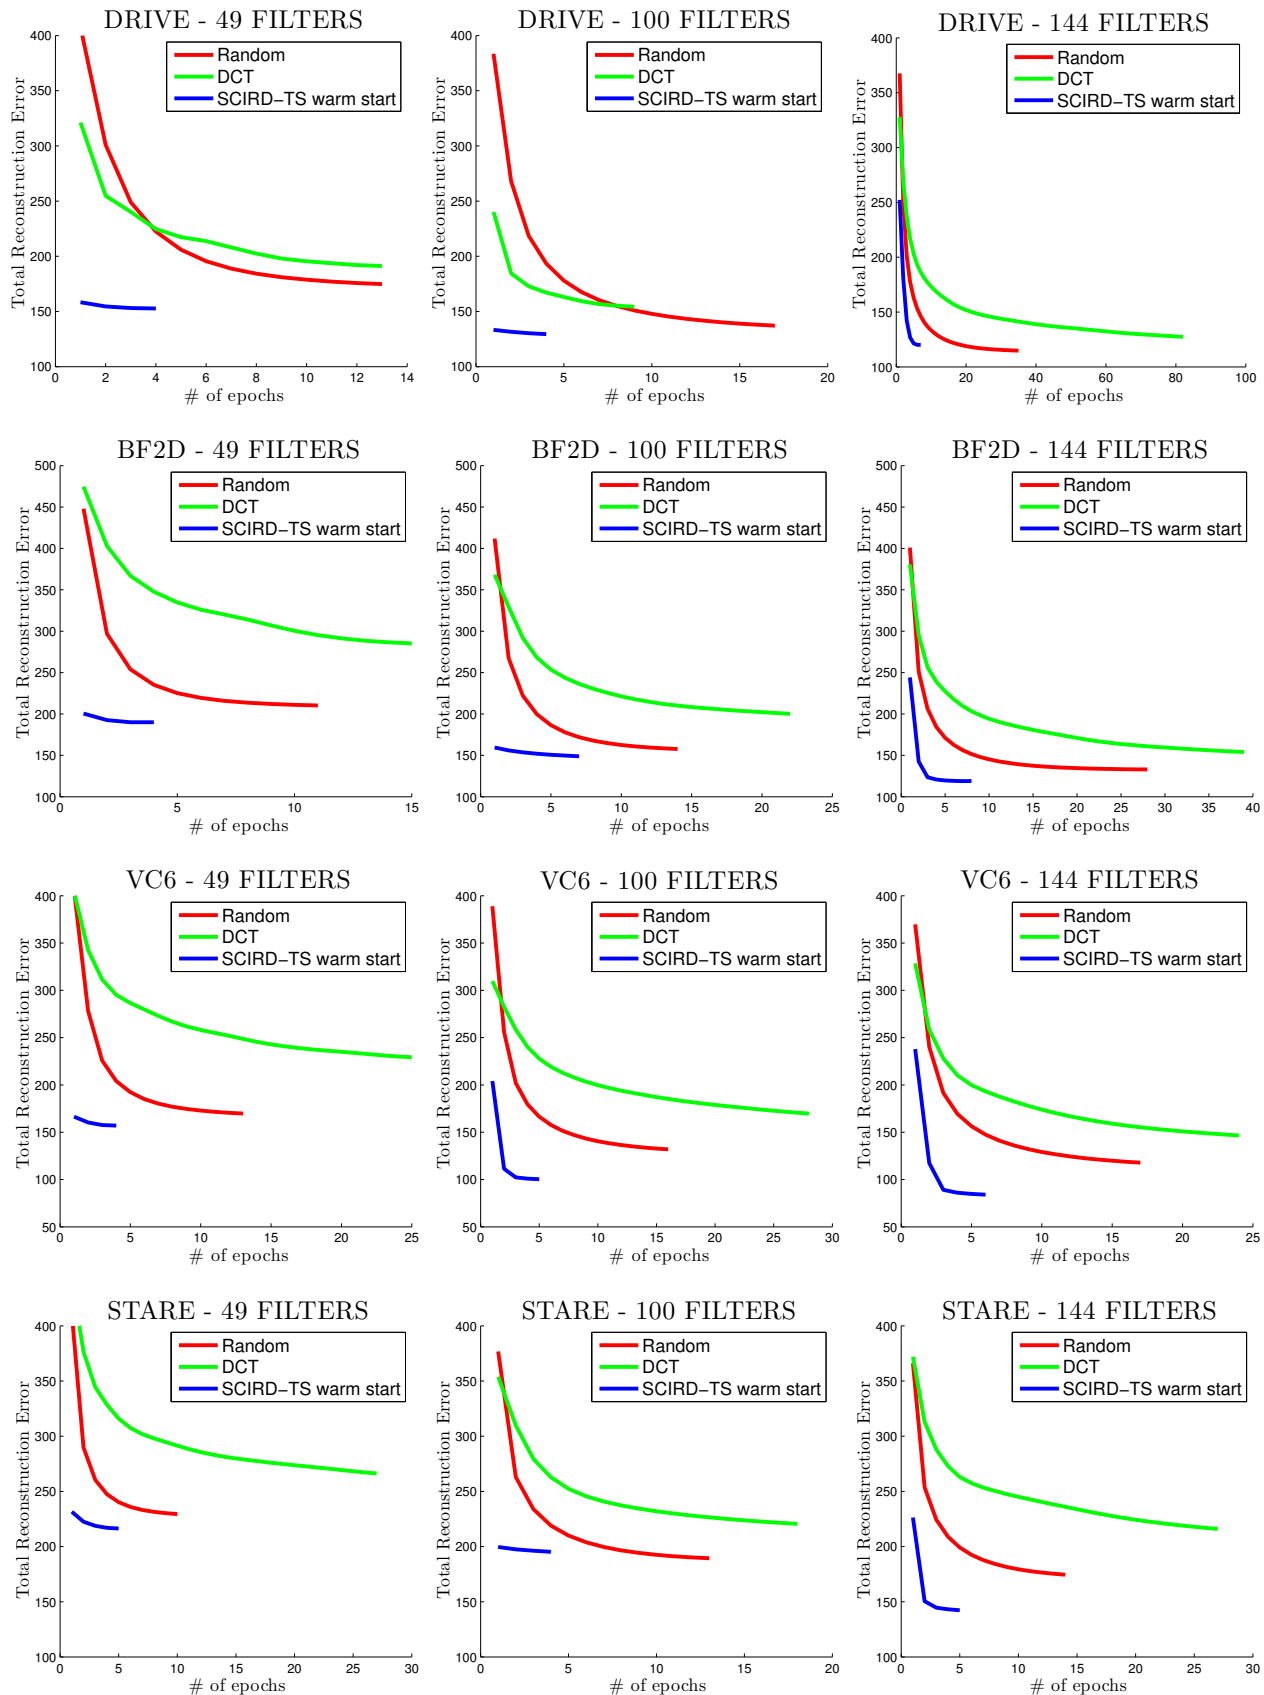 DRIVE - 49 FILTERS
400
350
300
250
200
150
100
0
2
4
6
8
10
12
14
Total Reconstruction Error
# of epochs
Random
DCT
SCIRD−TS warm start
DRIVE - 100 FILTERS
400
350
300
250
200
150
100
0
5
10
15
20
Total Reconstruction Error
# of epochs
Random
DCT
SCIRD−TS warm start
DRIVE - 144 FILTERS
400
350
300
250
200
150
100
0
20
40
60
80
100
Total Reconstruction Error
# of epochs
Random
DCT
SCIRD−TS warm start
BF2D - 49 FILTERS
500
450
400
350
300
250
200
150
100
0
5
10
15
Total Reconstruction Error
# of epochs
Random
DCT
SCIRD−TS warm start
BF2D - 100 FILTERS
500
450
400
350
300
250
200
150
100
0
5
10
15
20
25
Total Reconstruction Error
# of epochs
Random
DCT
SCIRD−TS warm start
BF2D - 144 FILTERS
500
450
400
350
300
250
200
150
100
0
5
10
15
20
25
30
35
40
Total Reconstruction Error
# of epochs
Random
DCT
SCIRD−TS warm start
VC6 - 49 FILTERS
400
350
300
250
200
150
100
50
0
5
10
15
20
25
Total Reconstruction Error
# of epochs
Random
DCT
SCIRD−TS warm start
VC6 - 100 FILTERS
400
350
300
250
200
150
100
50
0
5
10
15
20
25
30
Total Reconstruction Error
# of epochs
Random
DCT
SCIRD−TS warm start
VC6 - 144 FILTERS
400
350
300
250
200
150
100
50
0
5
10
15
20
25
Total Reconstruction Error
# of epochs
Random
DCT
SCIRD−TS warm start
STARE - 49 FILTERS
400
350
300
250
200
150
100
0
5
10
15
20
25
30
Total Reconstruction Error
# of epochs
Random
DCT
SCIRD−TS warm start
STARE - 100 FILTERS
400
350
300
250
200
150
100
0
5
10
15
20
Total Reconstruction Error
# of epochs
Random
DCT
SCIRD−TS warm start
STARE - 144 FILTERS
400
350
300
250
200
150
100
0
5
10
15
20
25
30
Total Reconstruction Error
# of epochs
Random
DCT
SCIRD−TS warm start